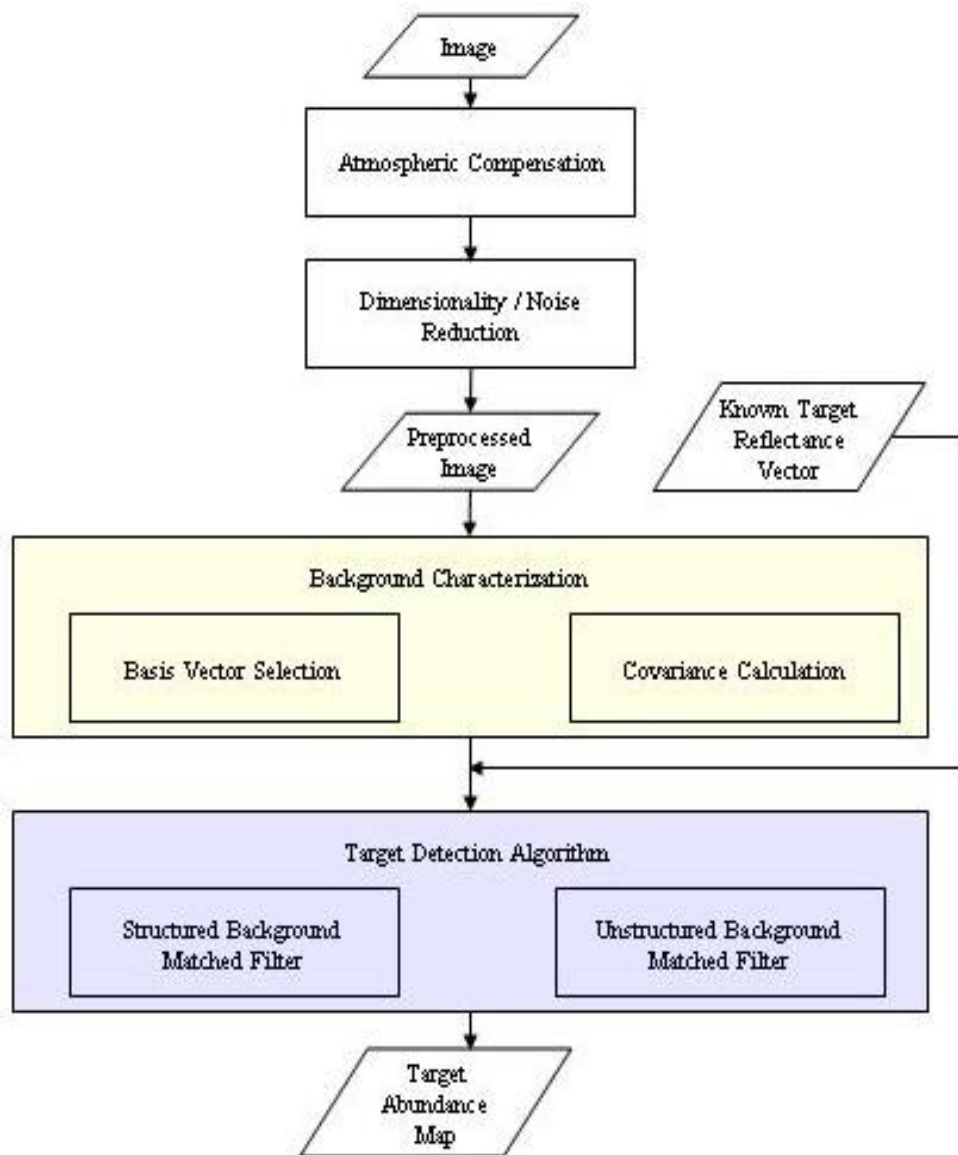 Image
Atmospheric Compensation
Dimensionality / Noise
Reduction
Preprocessed
Image
Known Target
Reflectance
Vector
Background Characterization
Basis Vector Selection
Covariance Calculation
Target Detection Algorithm
Structured Background
Matched Filter
Unstructured Background
Matched Filter
Target
Abundance
Map